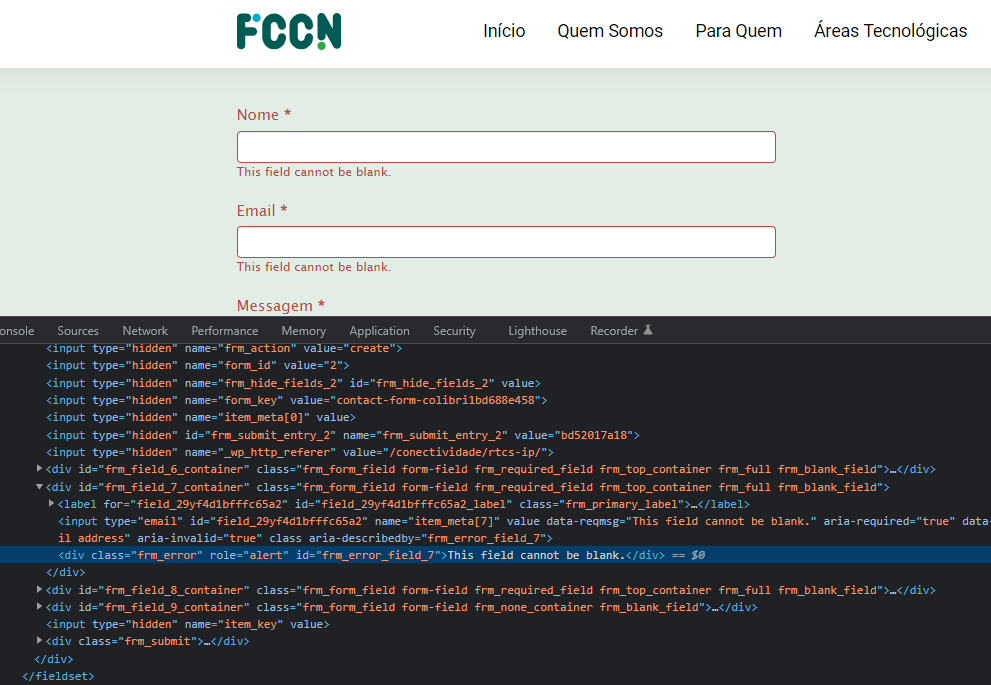 FCCN
Início Quem Somos Para Quem Áreas Tecnológicas
Nome *
This field cannot be blank.
Email *
This field cannot be blank.
Messagem *
onsole Sources Network Performance Memory Application Security Lighthouse Recorder
<input type="hidden" name="frm_action" value="create">
<input type="hidden" name="form_id" value="2">
<input type="hidden" name="frm_hide_fields_2" id="frm_hide_fields_2" value>
<input type="hidden" name="form_key" value="contact-form-colibri1bd688e458">
<input type="hidden" name="item_meta[0]" value>
<input type="hidden" id="frm_submit_entry_2" name="frm_submit_entry_2" value="bd52017a18">
<input type="hidden" name="_wp_http_referer" value="/conectividade/rtcs-ip/">
<div id="frm_field_6_container" class="frm_form_field form-field frm_required_field frm_top_container frm_full frm_blank_field">…</div>
<div id="frm_field_7_container" class="frm_form_field form-field frm_required_field frm_top_container frm_full frm_blank_field">
<label for="field_29yf4d1bfffc65a2" id="field_29yf4d1bfffc65a2_label" class="frm_primary_label">…</label>
<input type="email" id="field_29yf4d1bfffc65a2" name="item_meta[7]" value data-reqmsg="This field cannot be blank." aria-required="true" data-
il address" aria-invalid="true" class aria-describedby="frm_error_field_7">
<div class="frm_error" role="alert" id="frm_error_field_7">This field cannot be blank.</div> == $0
</div>
<div id="frm_field_8_container" class="frm_form_field form-field frm_required_field frm_top_container frm_full frm_blank_field">…</div>
<div id="frm_field_9_container" class="frm_form_field form-field frm_none_container frm_blank_field">…</div>
<input type="hidden" name="item_key" value>
<div class="frm_submit">…</div>
</div>
</fieldset>